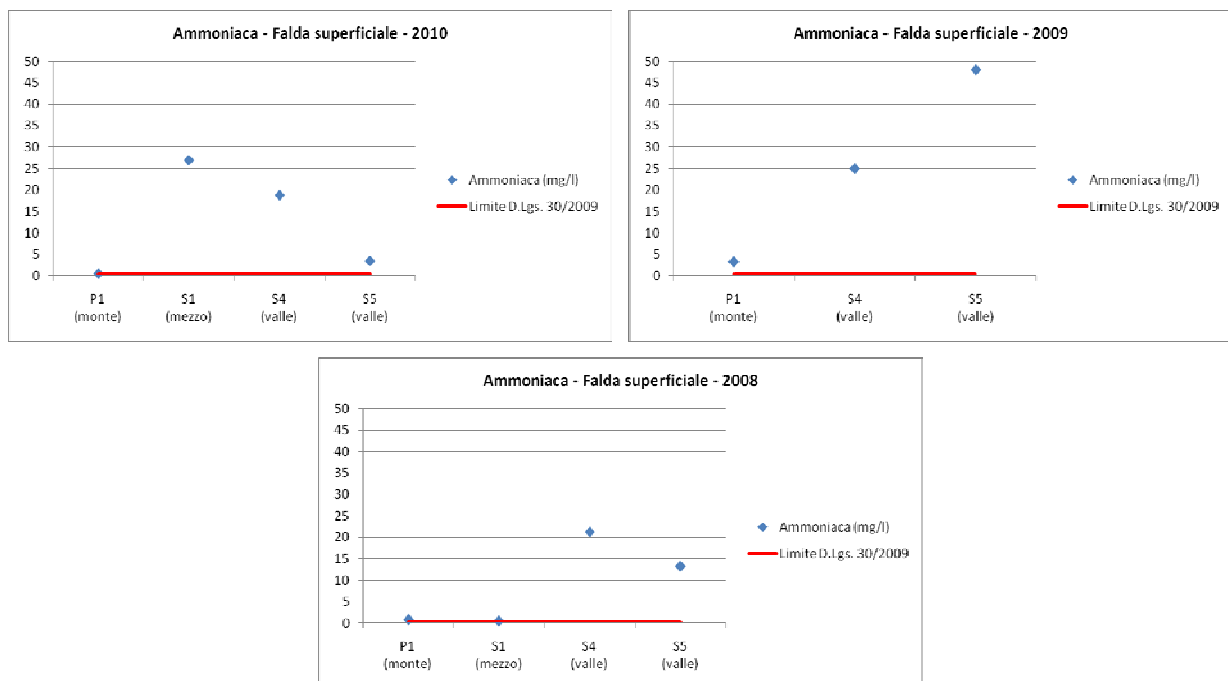 Ammoniaca - Falda superficiale - 2010
50
45
40
35
30
25
20
15
10
5
0
P1 S1 S4 S5
(monte) (mezzo) (valle) (valle)
Ammoniaca (mg/l)
Limite D.Lgs. 30/2009
Ammoniaca - Falda superficiale - 2009
50
45
40
35
30
25
20
15
10
5
0
P1 S4 S5
(monte) (valle) (valle)
Ammoniaca (mg/l)
Limite D.Lgs. 30/2009
Ammoniaca - Falda superficiale - 2008
50
45
40
35
30
25
20
15
10
5
0
P1 S1 S4 S5
(monte) (mezzo) (valle) (valle)
Ammoniaca (mg/l)
Limite D.Lgs. 30/2009